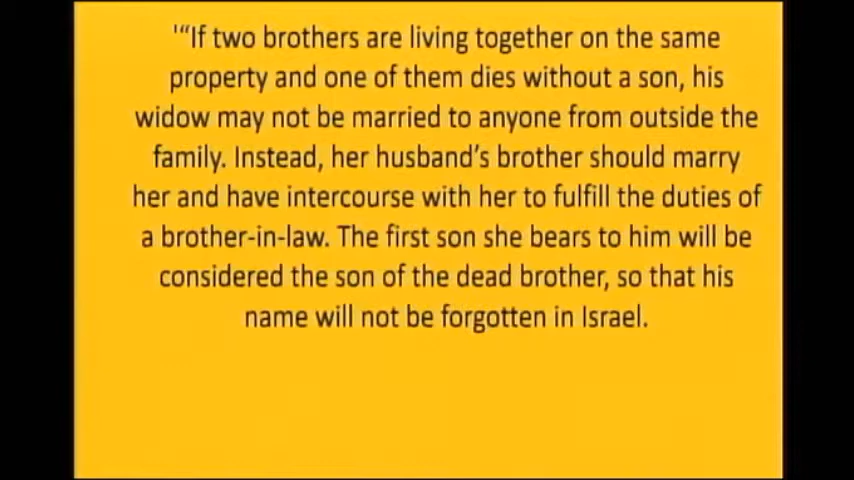 '“If two brothers are living together on the same
property and one of them dies without a son, his
widow may not be married to anyone from outside the
family. Instead, her husband’s brother should marry
her and have intercourse with her to fulfill the duties of
a brother-in-law. The first son she bears to him will be
considered the son of the dead brother, so that his
name will not be forgotten in Israel.